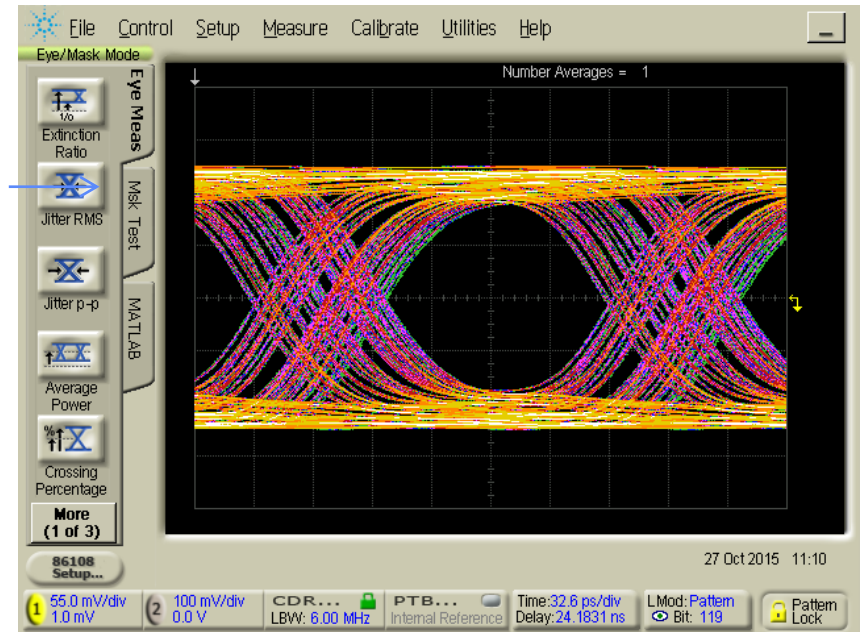 File Control Setup Measure Calibrate Utilities Help
Eye/Mask Mode
Number Averages = 1
Eye Meas
Msk Test
MATLAB
1/0
Extinction
Ratio
Jitter RMS
Jitter p-p
Average
Power
%
Crossing
Percentage
More
(1 of 3)
86108
Setup...
27 Oct 2015 11:10
1 55.0 mV/div
1.0 mV
2 100 mV/div
0.0 V
CDR...
LBW: 6.00 MHz
PTB...
Internal Reference
Time:32.6 ps/div
Delay:24.1831 ns
LMod: Pattern
Bit: 119
Pattern
Lock